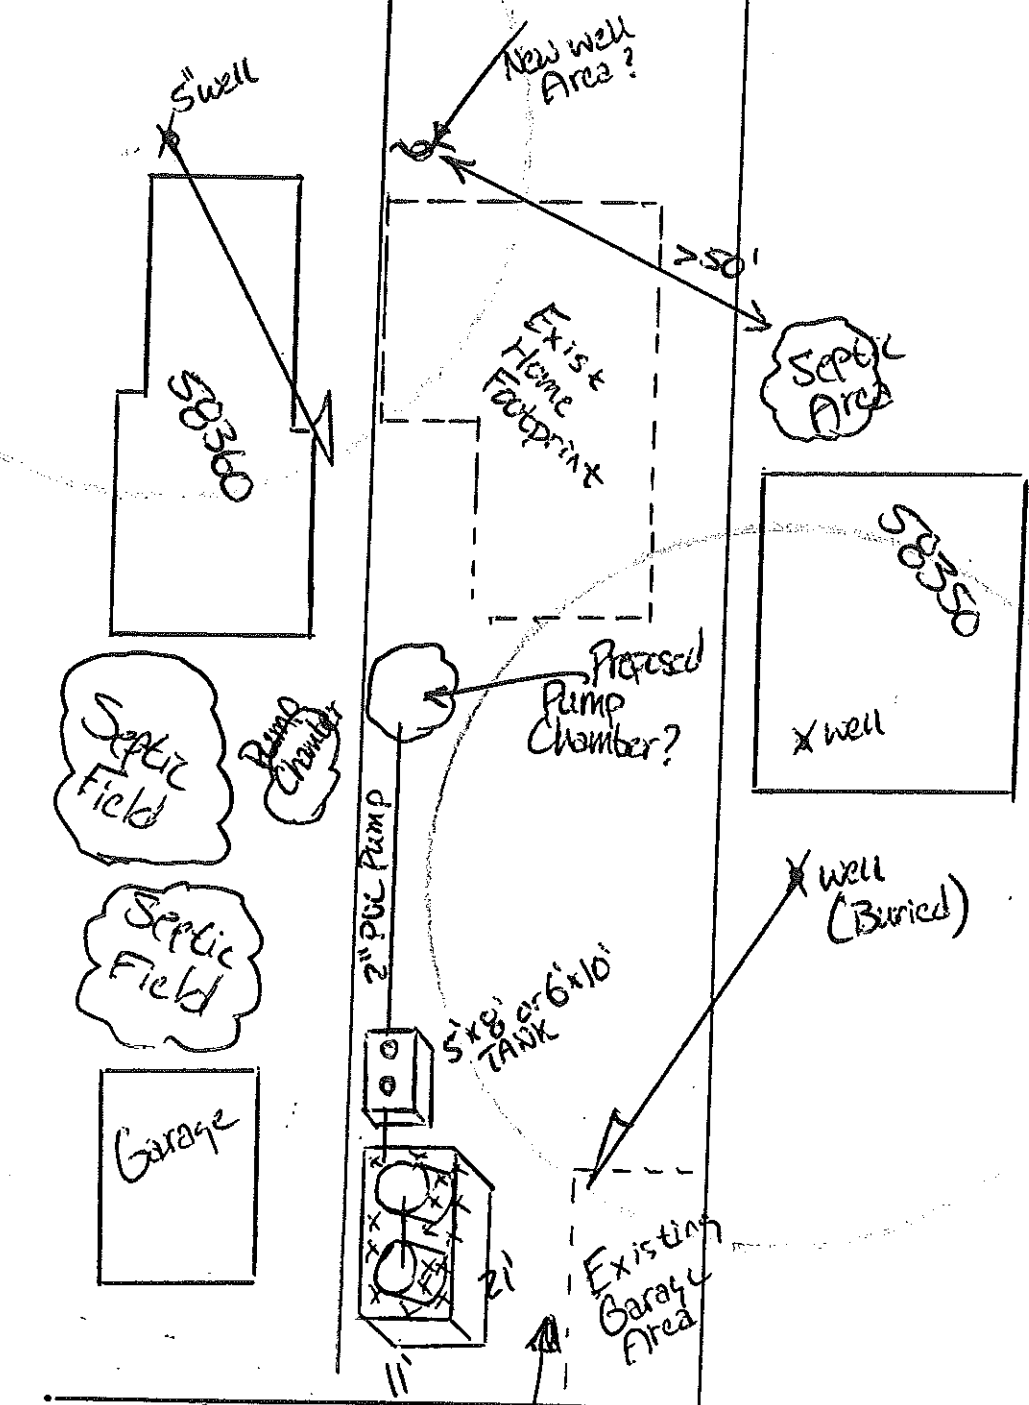 5" well
New well
Area?
>50'
Exist
Home
Footprint
Septic
Area
58360
58350
Proposed
Pump
Chamber?
Septic
Field
Pump
Chamber
X well
X well
(Buried)
2" PVC Pump
Septic
Field
5'x8' or 6'x10'
TANK
Garage
21'
11'
Existing
Garage
Area